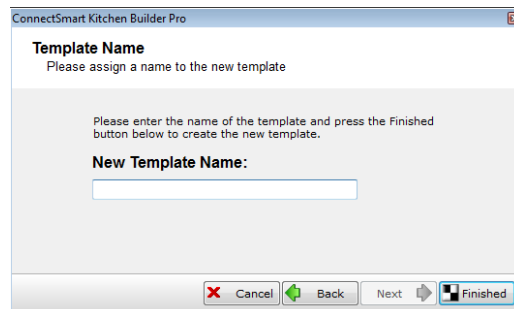 ConnectSmart Kitchen Builder Pro
Template Name
Please assign a name to the new template
Please enter the name of the template and press the Finished
button below to create the new template.
New Template Name:
Cancel Back Next Finished